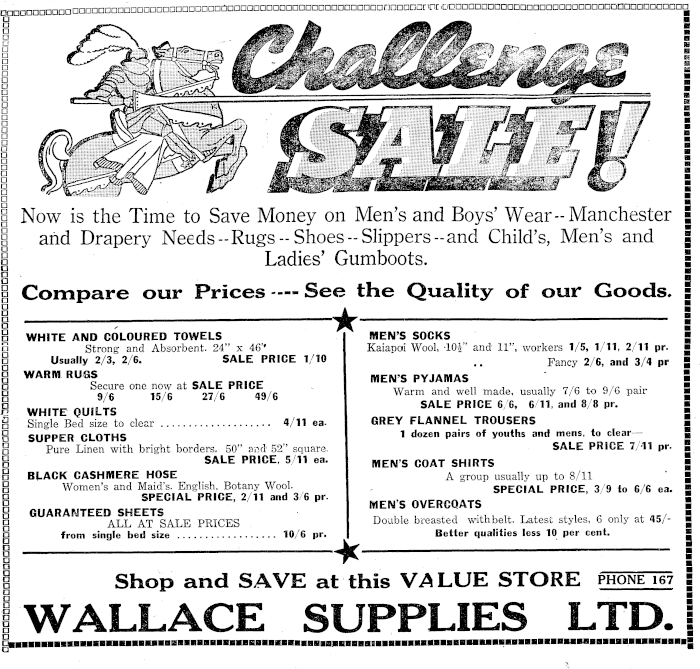 Challenge
SALE!
Now is the Time to Save Money on Men's and Boys' Wear--Manchester
and Drapery Needs--Rugs--Shoes--Slippers--and Child's, Men's and
Ladies' Gumboots.
Compare our Prices ---- See the Quality of our Goods.
WHITE AND COLOURED TOWELS
Strong and Absorbent. 24" x 46"
Usually 2/3, 2/6. SALE PRICE 1/10
WARM RUGS
Secure one now at SALE PRICE
9/6 15/6 27/6 49/6
WHITE QUILTS
Single Bed size to clear .................... 4/11 ea.
SUPPER CLOTHS
Pure Linen with bright borders. 50" and 52" square.
SALE PRICE, 5/11 ea.
BLACK CASHMERE HOSE
Women's and Maid's. English. Botany Wool.
SPECIAL PRICE, 2/11 and 3/6 pr.
GUARANTEED SHEETS
ALL AT SALE PRICES
from single bed size .................. 10/6 pr.
MEN'S SOCKS
Kaiapoi Wool, 10½" and 11", workers 1/5, 1/11, 2/11 pr.
,, Fancy 2/6, and 3/4 pr
MEN'S PYJAMAS
Warm and well made, usually 7/6 to 9/6 pair
SALE PRICE 6/6, 6/11, and 8/8 pr.
GREY FLANNEL TROUSERS
1 dozen pairs of youths and mens, to clear—
SALE PRICE 7/11 pr.
MEN'S COAT SHIRTS
A group usually up to 8/11
SPECIAL PRICE, 3/9 to 6/6 ea.
MEN'S OVERCOATS
Double breasted withbelt. Latest styles, 6 only at 45/-
Better qualities less 10 per cent.
Shop and SAVE at this VALUE STORE PHONE 167
WALLACE SUPPLIES LTD.